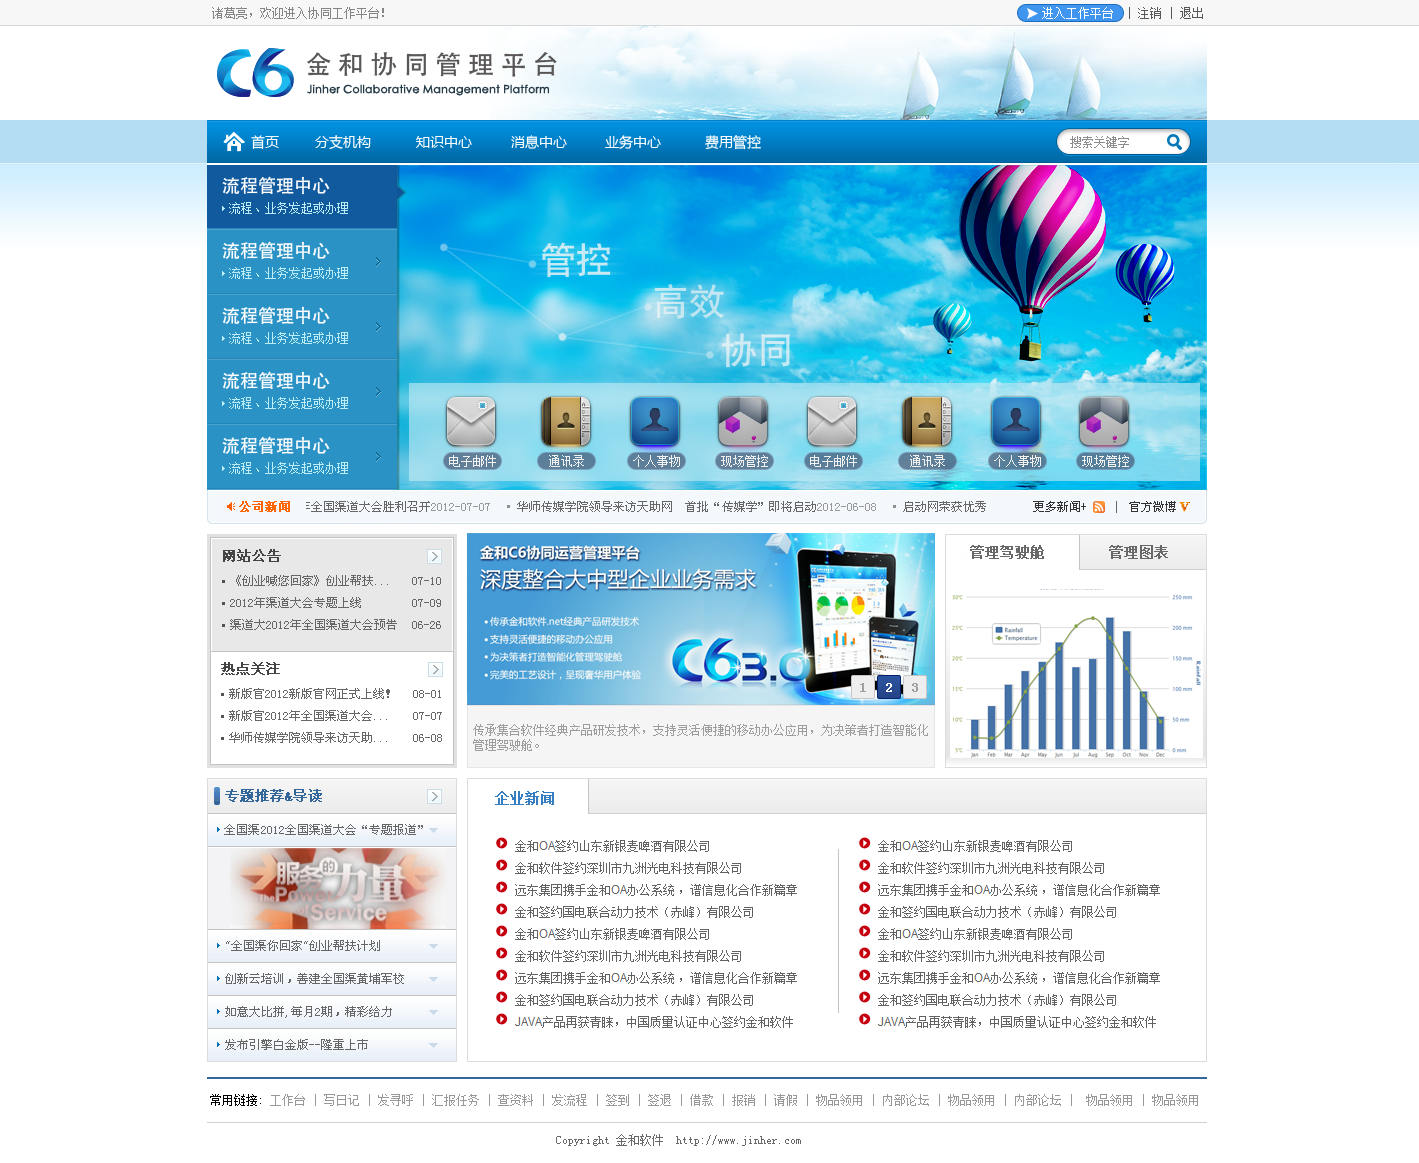 诸葛亮，欢迎进入协同工作平台！
进入工作平台 | 注销 | 退出
C6 金和协同管理平台
Jinher Collaborative Management Platform
首页 分支机构 知识中心 消息中心 业务中心 费用管控 搜索关键字
流程管理中心
流程、业务发起或办理
流程管理中心
流程、业务发起或办理
流程管理中心
流程、业务发起或办理
流程管理中心
流程、业务发起或办理
流程管理中心
流程、业务发起或办理
管控
高效
协同
电子邮件 通讯录 个人事物 现场管控 电子邮件 通讯录 个人事物 现场管控
公司新闻 全国渠道大会胜利召开2012-07-07 • 华师传媒学院领导来访天助网 首批“传媒学”即将启动2012-06-08 • 启动网荣获优秀 更多新闻+ | 官方微博
网站公告
《创业喊您回家》创业帮扶... 07-10
2012年渠道大会专题上线 07-09
渠道大2012年全国渠道大会预告 06-26
热点关注
新版官2012新版官网正式上线! 08-01
新版官2012年全国渠道大会... 07-07
华师传媒学院领导来访天助... 06-08
金和C6协同运营管理平台
深度整合大中型企业业务需求
•传承金和软件.net经典产品研发技术
•支持灵活便捷的移动办公应用
•为决策者打造智能化管理驾驶舱
•完美的工艺设计，呈现奢华用户体验
C63.0
1 2 3
传承集合软件经典产品研发技术，支持灵活便捷的移动办公应用，为决策者打造智能化
管理驾驶舱。
管理驾驶舱 管理图表
30°C 250 mm
Rainfall
Temperature
25°C 200 mm
20°C 150 mm
15°C 100 mm
10°C 50 mm
5°C 0 mm
Rainfall
Jan Feb Mar Apr May Jun Jul Aug Sep Oct Nov Dec
专题推荐&导读
全国渠2012全国渠道大会“专题报道”
服务的力量
The Power of Service
“全国渠你回家”创业帮扶计划
创新云培训，善建全国渠黄埔军校
如意大比拼,每月2期，精彩给力
发布引擎白金版--隆重上市
企业新闻
金和OA签约山东新银麦啤酒有限公司
金和软件签约深圳市九洲光电科技有限公司
远东集团携手金和OA办公系统，谱信息化合作新篇章
金和签约国电联合动力技术（赤峰）有限公司
金和OA签约山东新银麦啤酒有限公司
金和软件签约深圳市九洲光电科技有限公司
远东集团携手金和OA办公系统，谱信息化合作新篇章
金和签约国电联合动力技术（赤峰）有限公司
JAVA产品再获青睐，中国质量认证中心签约金和软件
金和OA签约山东新银麦啤酒有限公司
金和软件签约深圳市九洲光电科技有限公司
远东集团携手金和OA办公系统，谱信息化合作新篇章
金和签约国电联合动力技术（赤峰）有限公司
金和OA签约山东新银麦啤酒有限公司
金和软件签约深圳市九洲光电科技有限公司
远东集团携手金和OA办公系统，谱信息化合作新篇章
金和签约国电联合动力技术（赤峰）有限公司
JAVA产品再获青睐，中国质量认证中心签约金和软件
常用链接: 工作台 | 写日记 | 发寻呼 | 汇报任务 | 查资料 | 发流程 | 签到 | 签退 | 借款 | 报销 | 请假 | 物品领用 | 内部论坛 | 物品领用 | 内部论坛 | 物品领用 | 物品领用
Copyright 金和软件 http://www.jinher.com